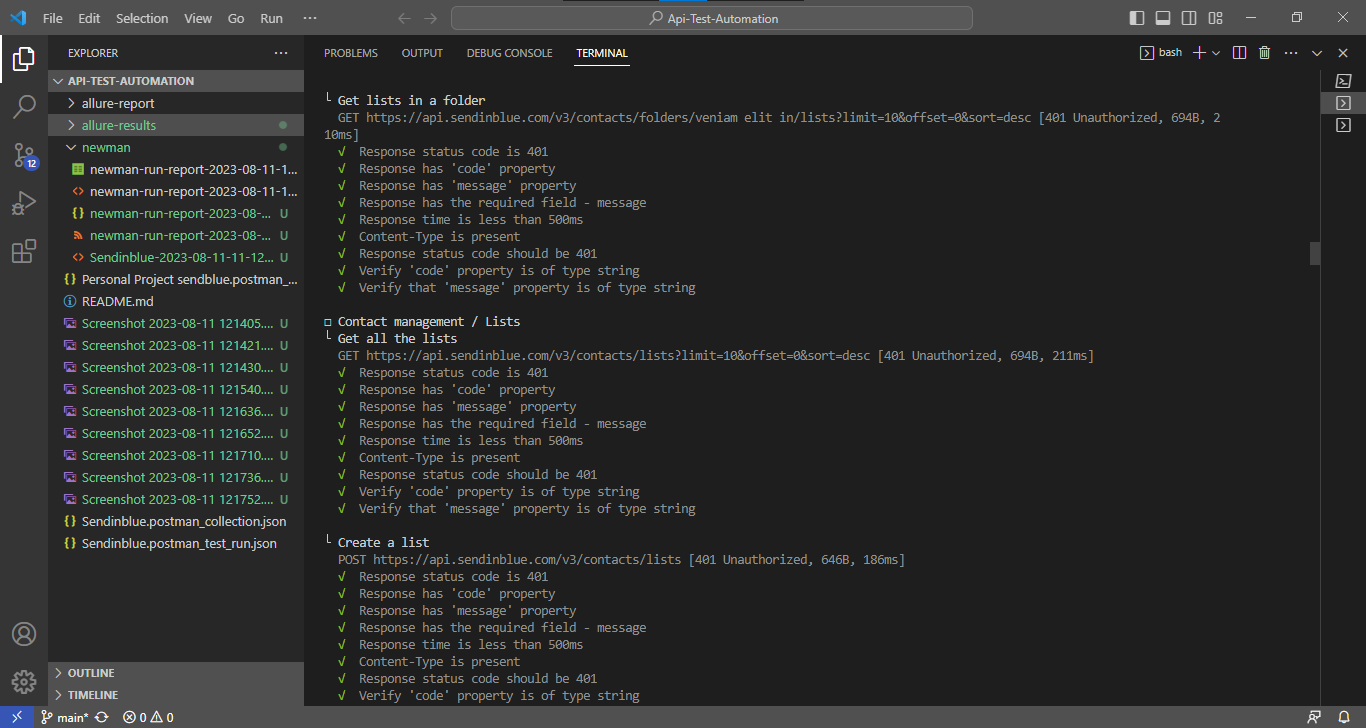 File Edit Selection View Go Run ···
Api-Test-Automation
EXPLORER ···
API-TEST-AUTOMATION
allure-report
allure-results
newman
newman-run-report-2023-08-11-1...
newman-run-report-2023-08-11-1...
newman-run-report-2023-08-... U
newman-run-report-2023-08-... U
Sendinblue-2023-08-11-11-12... U
Personal Project sendblue.postman_...
README.md
Screenshot 2023-08-11 121405.... U
Screenshot 2023-08-11 121421.... U
Screenshot 2023-08-11 121430.... U
Screenshot 2023-08-11 121540.... U
Screenshot 2023-08-11 121636.... U
Screenshot 2023-08-11 121652.... U
Screenshot 2023-08-11 121710.... U
Screenshot 2023-08-11 121736.... U
Screenshot 2023-08-11 121752.... U
Sendinblue.postman_collection.json
Sendinblue.postman_test_run.json
OUTLINE
TIMELINE
12
PROBLEMS OUTPUT DEBUG CONSOLE TERMINAL
bash
└ Get lists in a folder
GET https://api.sendinblue.com/v3/contacts/folders/veniam elit in/lists?limit=10&offset=0&sort=desc [401 Unauthorized, 694B, 2
10ms]
√ Response status code is 401
√ Response has 'code' property
√ Response has 'message' property
√ Response has the required field - message
√ Response time is less than 500ms
√ Content-Type is present
√ Response status code should be 401
√ Verify 'code' property is of type string
√ Verify that 'message' property is of type string
□ Contact management / Lists
└ Get all the lists
GET https://api.sendinblue.com/v3/contacts/lists?limit=10&offset=0&sort=desc [401 Unauthorized, 694B, 211ms]
√ Response status code is 401
√ Response has 'code' property
√ Response has 'message' property
√ Response has the required field - message
√ Response time is less than 500ms
√ Content-Type is present
√ Response status code should be 401
√ Verify 'code' property is of type string
√ Verify that 'message' property is of type string
└ Create a list
POST https://api.sendinblue.com/v3/contacts/lists [401 Unauthorized, 646B, 186ms]
√ Response status code is 401
√ Response has 'code' property
√ Response has 'message' property
√ Response has the required field - message
√ Response time is less than 500ms
√ Content-Type is present
√ Response status code should be 401
√ Verify 'code' property is of type string
main* 0 0